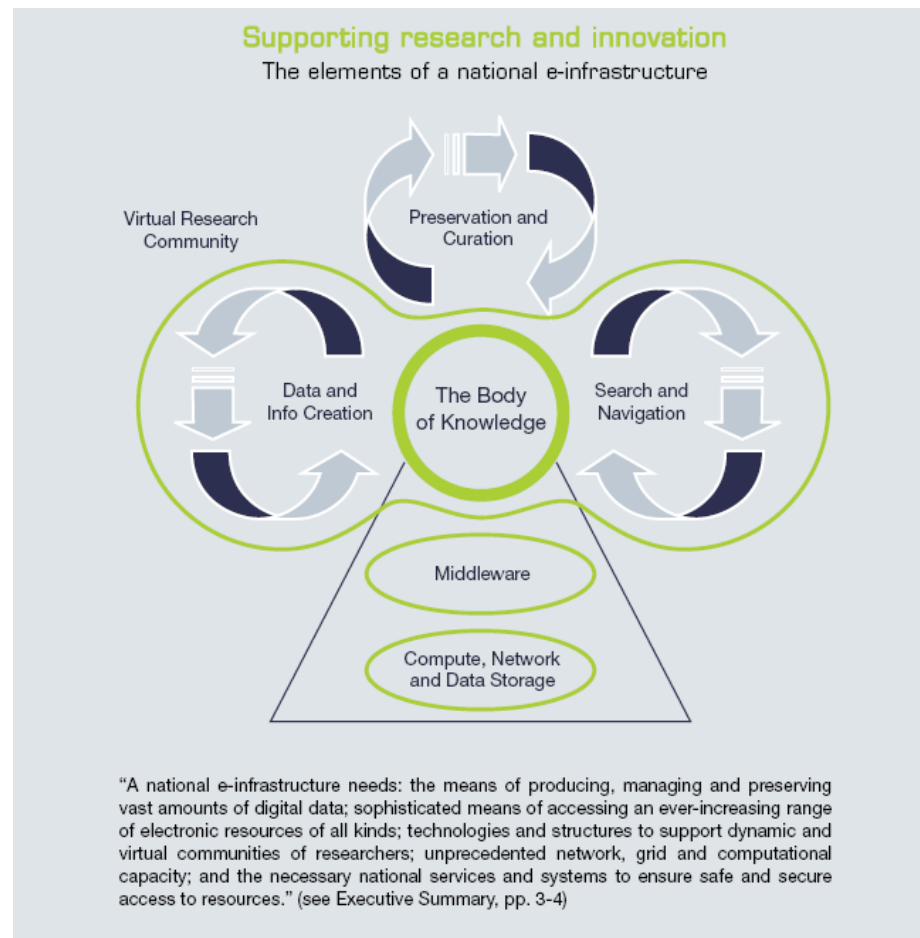 Supporting research and innovation
The elements of a national e-infrastructure
Preservation and
Curation
Virtual Research
Community
Data and
Info Creation
The Body
of Knowledge
Search and
Navigation
Middleware
Compute, Network
and Data Storage
“A national e-infrastructure needs: the means of producing, managing and preserving
vast amounts of digital data; sophisticated means of accessing an ever-increasing range
of electronic resources of all kinds; technologies and structures to support dynamic and
virtual communities of researchers; unprecedented network, grid and computational
capacity; and the necessary national services and systems to ensure safe and secure
access to resources.” (see Executive Summary, pp. 3-4)